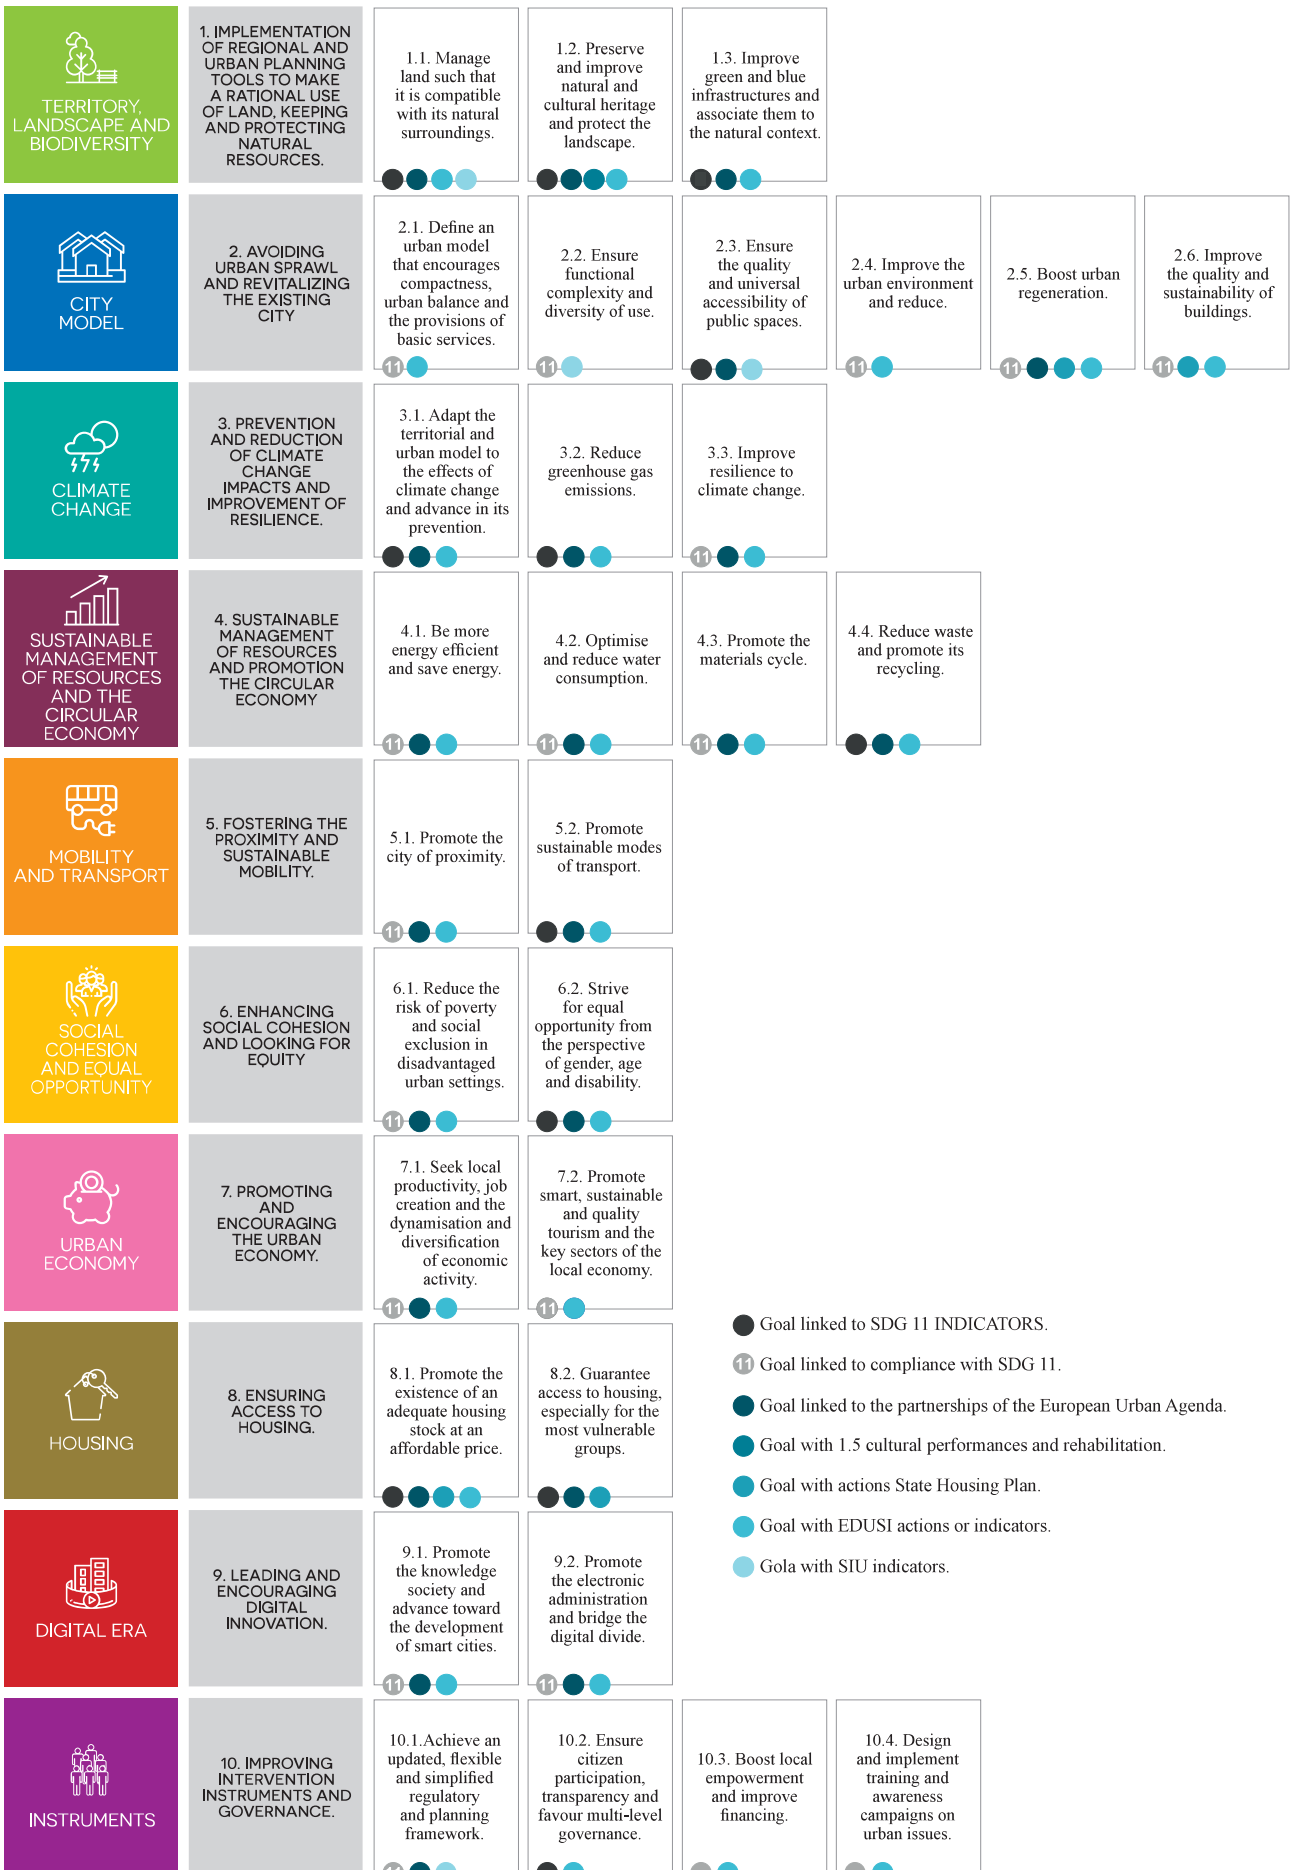 TERRITORY,
LANDSCAPE AND
BIODIVERSITY
1. IMPLEMENTATION
OF REGIONAL AND
URBAN PLANNING
TOOLS TO MAKE
A RATIONAL USE
OF LAND, KEEPING
AND PROTECTING
NATURAL
RESOURCES.
1.1. Manage
land such that
it is compatible
with its natural
surroundings.
1.2. Preserve
and improve
natural and
cultural heritage
and protect the
landscape.
1.3. Improve
green and blue
infrastructures and
associate them to
the natural context.
CITY
MODEL
2. AVOIDING
URBAN SPRAWL
AND REVITALIZING
THE EXISTING
CITY
2.1. Define an
urban model
that encourages
compactness,
urban balance and
the provisions of
basic services.
11
2.2. Ensure
functional
complexity and
diversity of use.
11
2.3. Ensure
the quality
and universal
accessibility of
public spaces.
2.4. Improve the
urban environment
and reduce.
11
2.5. Boost urban
regeneration.
11
2.6. Improve
the quality and
sustainability of
buildings.
11
CLIMATE
CHANGE
3. PREVENTION
AND REDUCTION
OF CLIMATE
CHANGE
IMPACTS AND
IMPROVEMENT OF
RESILIENCE.
3.1. Adapt the
territorial and
urban model to
the effects of
climate change
and advance in its
prevention.
3.2. Reduce
greenhouse gas
emissions.
3.3. Improve
resilience to
climate change.
11
SUSTAINABLE
MANAGEMENT
OF RESOURCES
AND THE
CIRCULAR
ECONOMY
4. SUSTAINABLE
MANAGEMENT
OF RESOURCES
AND PROMOTION
THE CIRCULAR
ECONOMY
4.1. Be more
energy efficient
and save energy.
11
4.2. Optimise
and reduce water
consumption.
11
4.3. Promote the
materials cycle.
11
4.4. Reduce waste
and promote its
recycling.
MOBILITY
AND TRANSPORT
5. FOSTERING THE
PROXIMITY AND
SUSTAINABLE
MOBILITY.
5.1. Promote the
city of proximity.
11
5.2. Promote
sustainable modes
of transport.
SOCIAL
COHESION
AND EQUAL
OPPORTUNITY
6. ENHANCING
SOCIAL COHESION
AND LOOKING FOR
EQUITY
6.1. Reduce the
risk of poverty
and social
exclusion in
disadvantaged
urban settings.
11
6.2. Strive
for equal
opportunity from
the perspective
of gender, age
and disability.
URBAN
ECONOMY
7. PROMOTING
AND
ENCOURAGING
THE URBAN
ECONOMY.
7.1. Seek local
productivity, job
creation and the
dynamisation and
diversification
of economic
activity.
11
7.2. Promote
smart, sustainable
and quality
tourism and the
key sectors of the
local economy.
11
HOUSING
8. ENSURING
ACCESS TO
HOUSING.
8.1. Promote the
existence of an
adequate housing
stock at an
affordable price.
8.2. Guarantee
access to housing,
especially for the
most vulnerable
groups.
DIGITAL ERA
9. LEADING AND
ENCOURAGING
DIGITAL
INNOVATION.
9.1. Promote
the knowledge
society and
advance toward
the development
of smart cities.
11
9.2. Promote
the electronic
administration
and bridge the
digital divide.
11
INSTRUMENTS
10. IMPROVING
INTERVENTION
INSTRUMENTS AND
GOVERNANCE.
10.1.Achieve an
updated, flexible
and simplified
regulatory
and planning
framework.
11
10.2. Ensure
citizen
participation,
transparency and
favour multi-level
governance.
10.3. Boost local
empowerment
and improve
financing.
10.4. Design
and implement
training and
awareness
campaigns on
urban issues.
Goal linked to SDG 11 INDICATORS.
11 Goal linked to compliance with SDG 11.
Goal linked to the partnerships of the European Urban Agenda.
Goal with 1.5 cultural performances and rehabilitation.
Goal with actions State Housing Plan.
Goal with EDUSI actions or indicators.
Gola with SIU indicators.